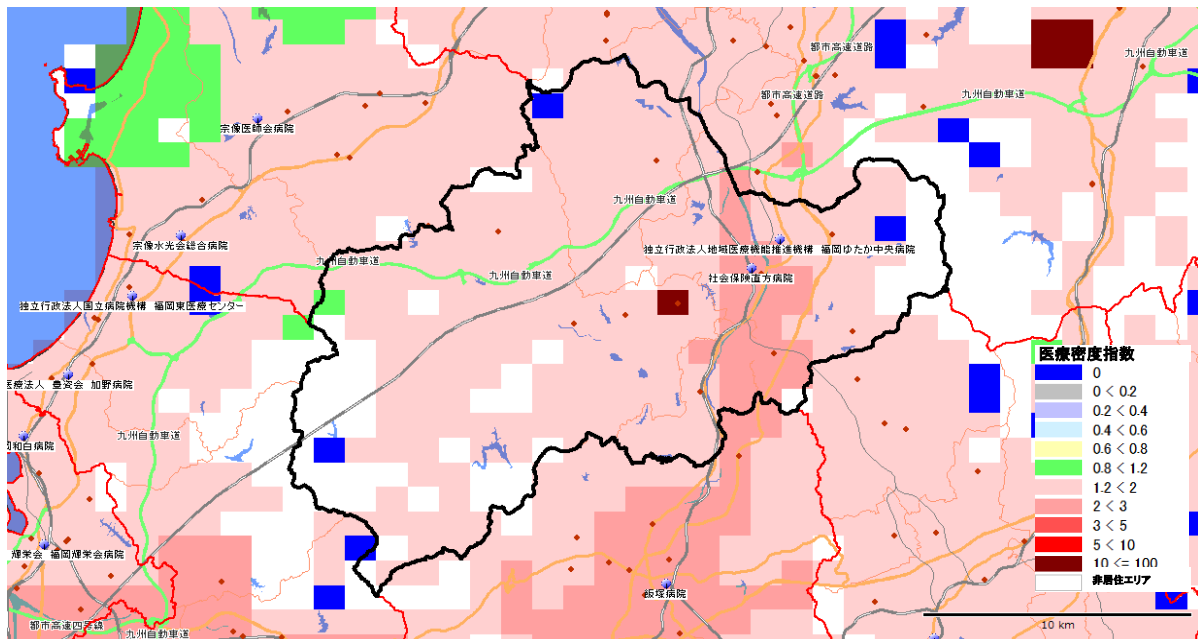 都市高速道路
九州自動車道
都市高速道路
九州自動車道
宗像医師会病院
九州自動車道
宗像水光会総合病院
独立行政法人地域医療機能推進機構 福岡ゆたか中央病院
九州自動車道
九州自動車道
社会保険直方病院
独立行政法人国立病院機構 福岡東医療センター
医療法人 豊資会 加野病院
九州自動車道
岡和白病院
輝栄会 福岡輝栄会病院
飯塚病院
都市高速四号線
九州自動車道
医療密度指数
0
0 < 0.2
0.2 < 0.4
0.4 < 0.6
0.6 < 0.8
0.8 < 1.2
1.2 < 2
2 < 3
3 < 5
5 < 10
10 <= 100
非居住エリア
10 km